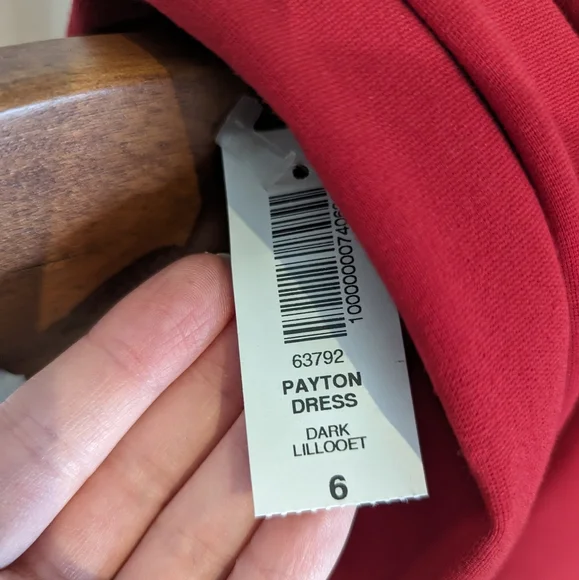 63792
PAYTON
DRESS
DARK
LILLOOET
6